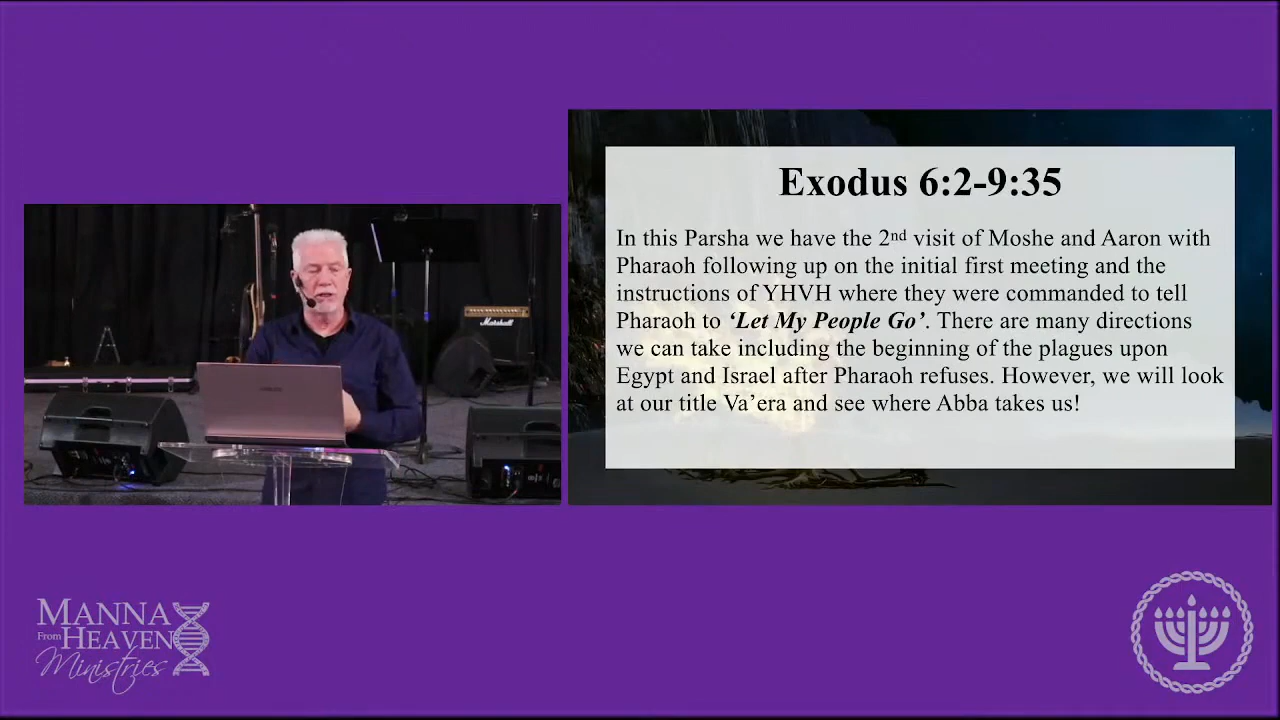 Exodus 6:2-9:35
In this Parsha we have the 2nd visit of Moshe and Aaron with
Pharaoh following up on the initial first meeting and the
instructions of YHVH where they were commanded to tell
Pharaoh to ‘Let My People Go’. There are many directions
we can take including the beginning of the plagues upon
Egypt and Israel after Pharaoh refuses. However, we will look
at our title Va’era and see where Abba takes us!
Marshall
MANNA
From HEAVEN
Ministries